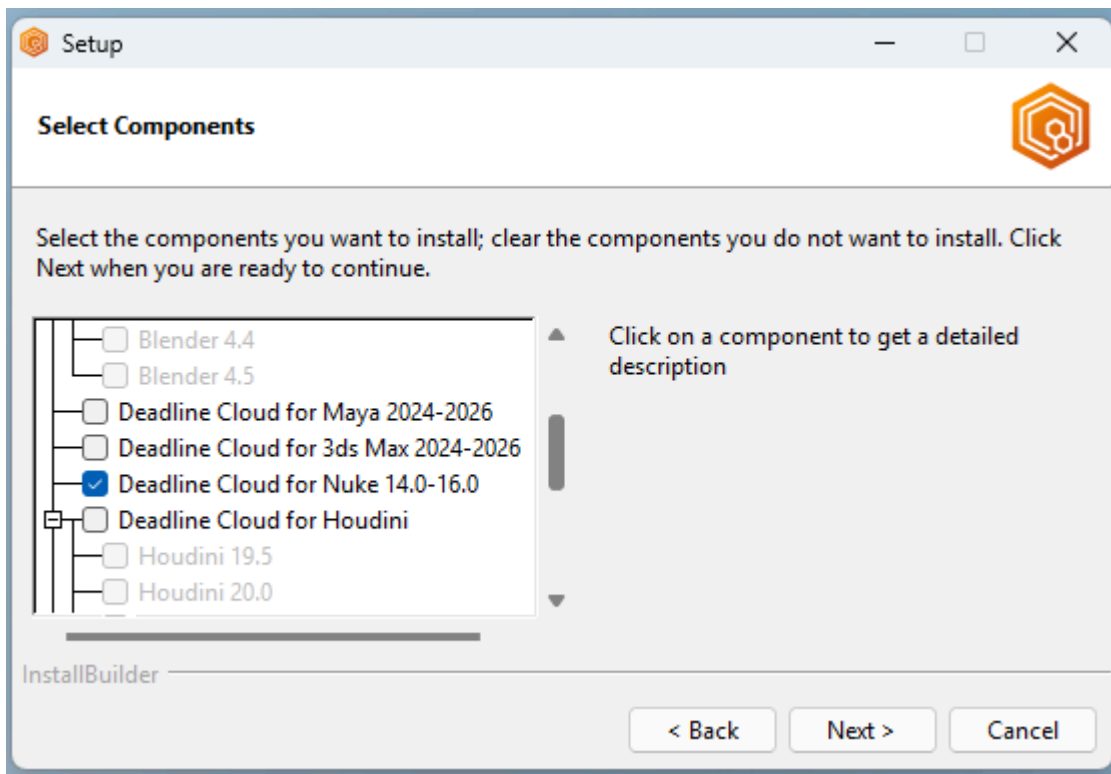 Setup
Select Components
Select the components you want to install; clear the components you do not want to install. Click
Next when you are ready to continue.
Blender 4.4
Blender 4.5
Deadline Cloud for Maya 2024-2026
Deadline Cloud for 3ds Max 2024-2026
Deadline Cloud for Nuke 14.0-16.0
Deadline Cloud for Houdini
Houdini 19.5
Houdini 20.0
Click on a component to get a detailed
description
InstallBuilder
< Back
Next >
Cancel